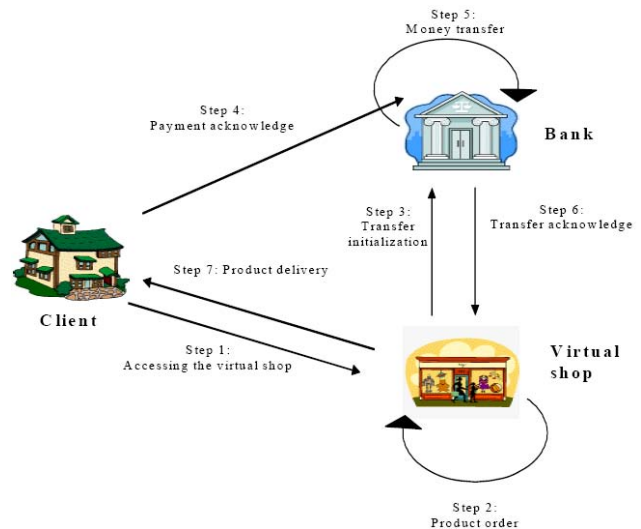 Step 5:
Money transfer
Step 4:
Payment acknowledge
Bank
Step 3:
Transfer
initialization
Step 6:
Transfer acknowledge
Step 7: Product delivery
Client
Step 1:
Accessing the virtual shop
Virtual
shop
Step 2:
Product order